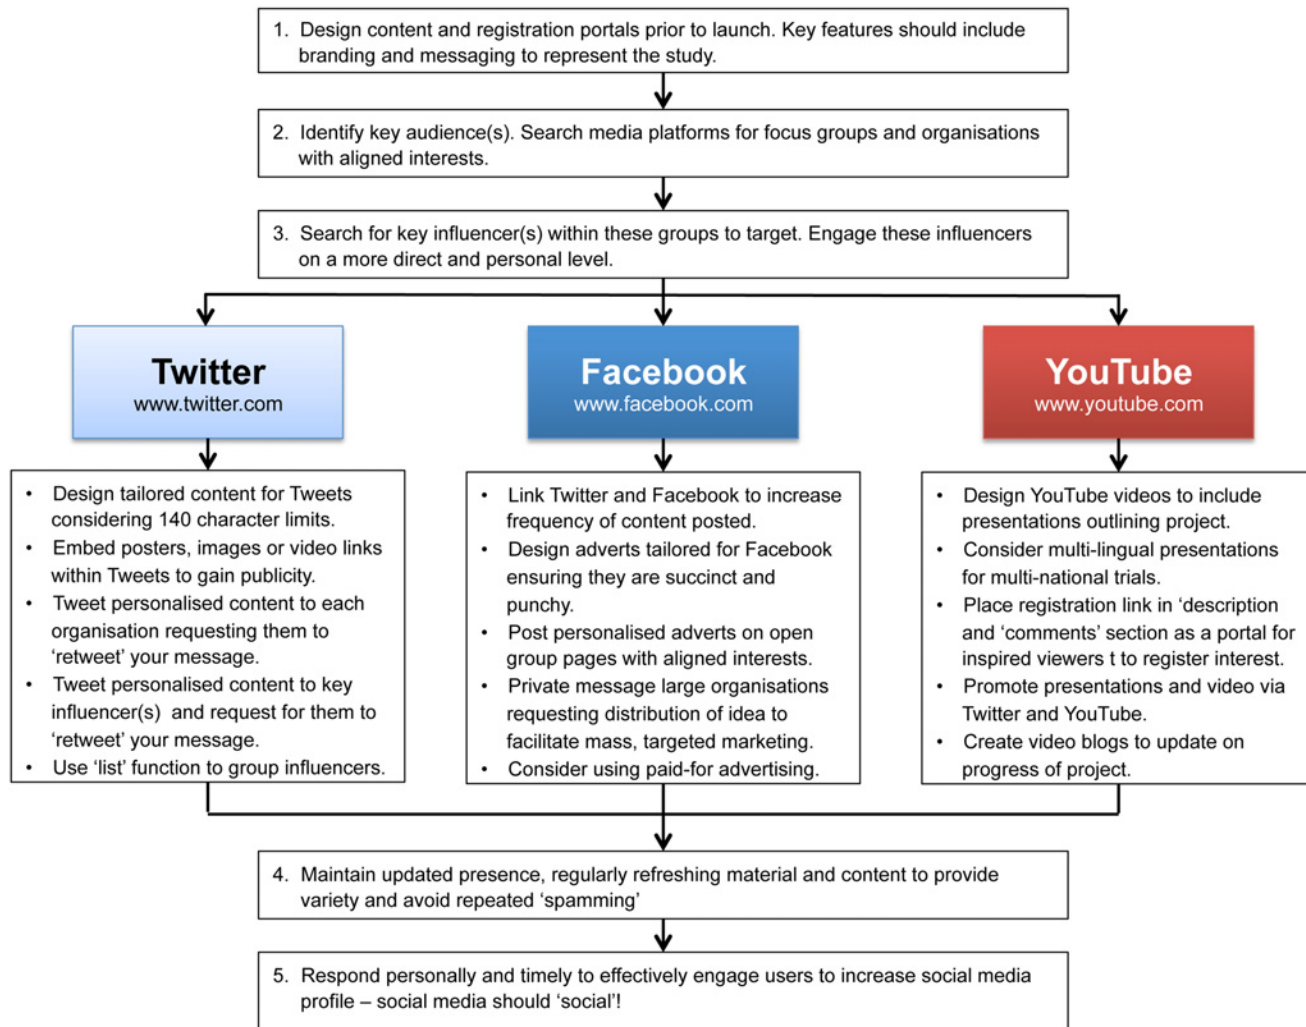 1. Design content and registration portals prior to launch. Key features should include
branding and messaging to represent the study.
2. Identify key audience(s). Search media platforms for focus groups and organisations
with aligned interests.
3. Search for key influencer(s) within these groups to target. Engage these influencers
on a more direct and personal level.
Twitter
www.twitter.com
Facebook
www.facebook.com
YouTube
www.youtube.com
• Design tailored content for Tweets
considering 140 character limits.
• Embed posters, images or video links
within Tweets to gain publicity.
• Tweet personalised content to each
organisation requesting them to
‘retweet’ your message.
• Tweet personalised content to key
influencer(s) and request for them to
‘retweet’ your message.
• Use ‘list’ function to group influencers.
• Link Twitter and Facebook to increase
frequency of content posted.
• Design adverts tailored for Facebook
ensuring they are succinct and
punchy.
• Post personalised adverts on open
group pages with aligned interests.
• Private message large organisations
requesting distribution of idea to
facilitate mass, targeted marketing.
• Consider using paid-for advertising.
• Design YouTube videos to include
presentations outlining project.
• Consider multi-lingual presentations
for multi-national trials.
• Place registration link in ‘description
and ‘comments’ section as a portal for
inspired viewers t to register interest.
• Promote presentations and video via
Twitter and YouTube.
• Create video blogs to update on
progress of project.
4. Maintain updated presence, regularly refreshing material and content to provide
variety and avoid repeated ‘spamming’
5. Respond personally and timely to effectively engage users to increase social media
profile – social media should ‘social’!